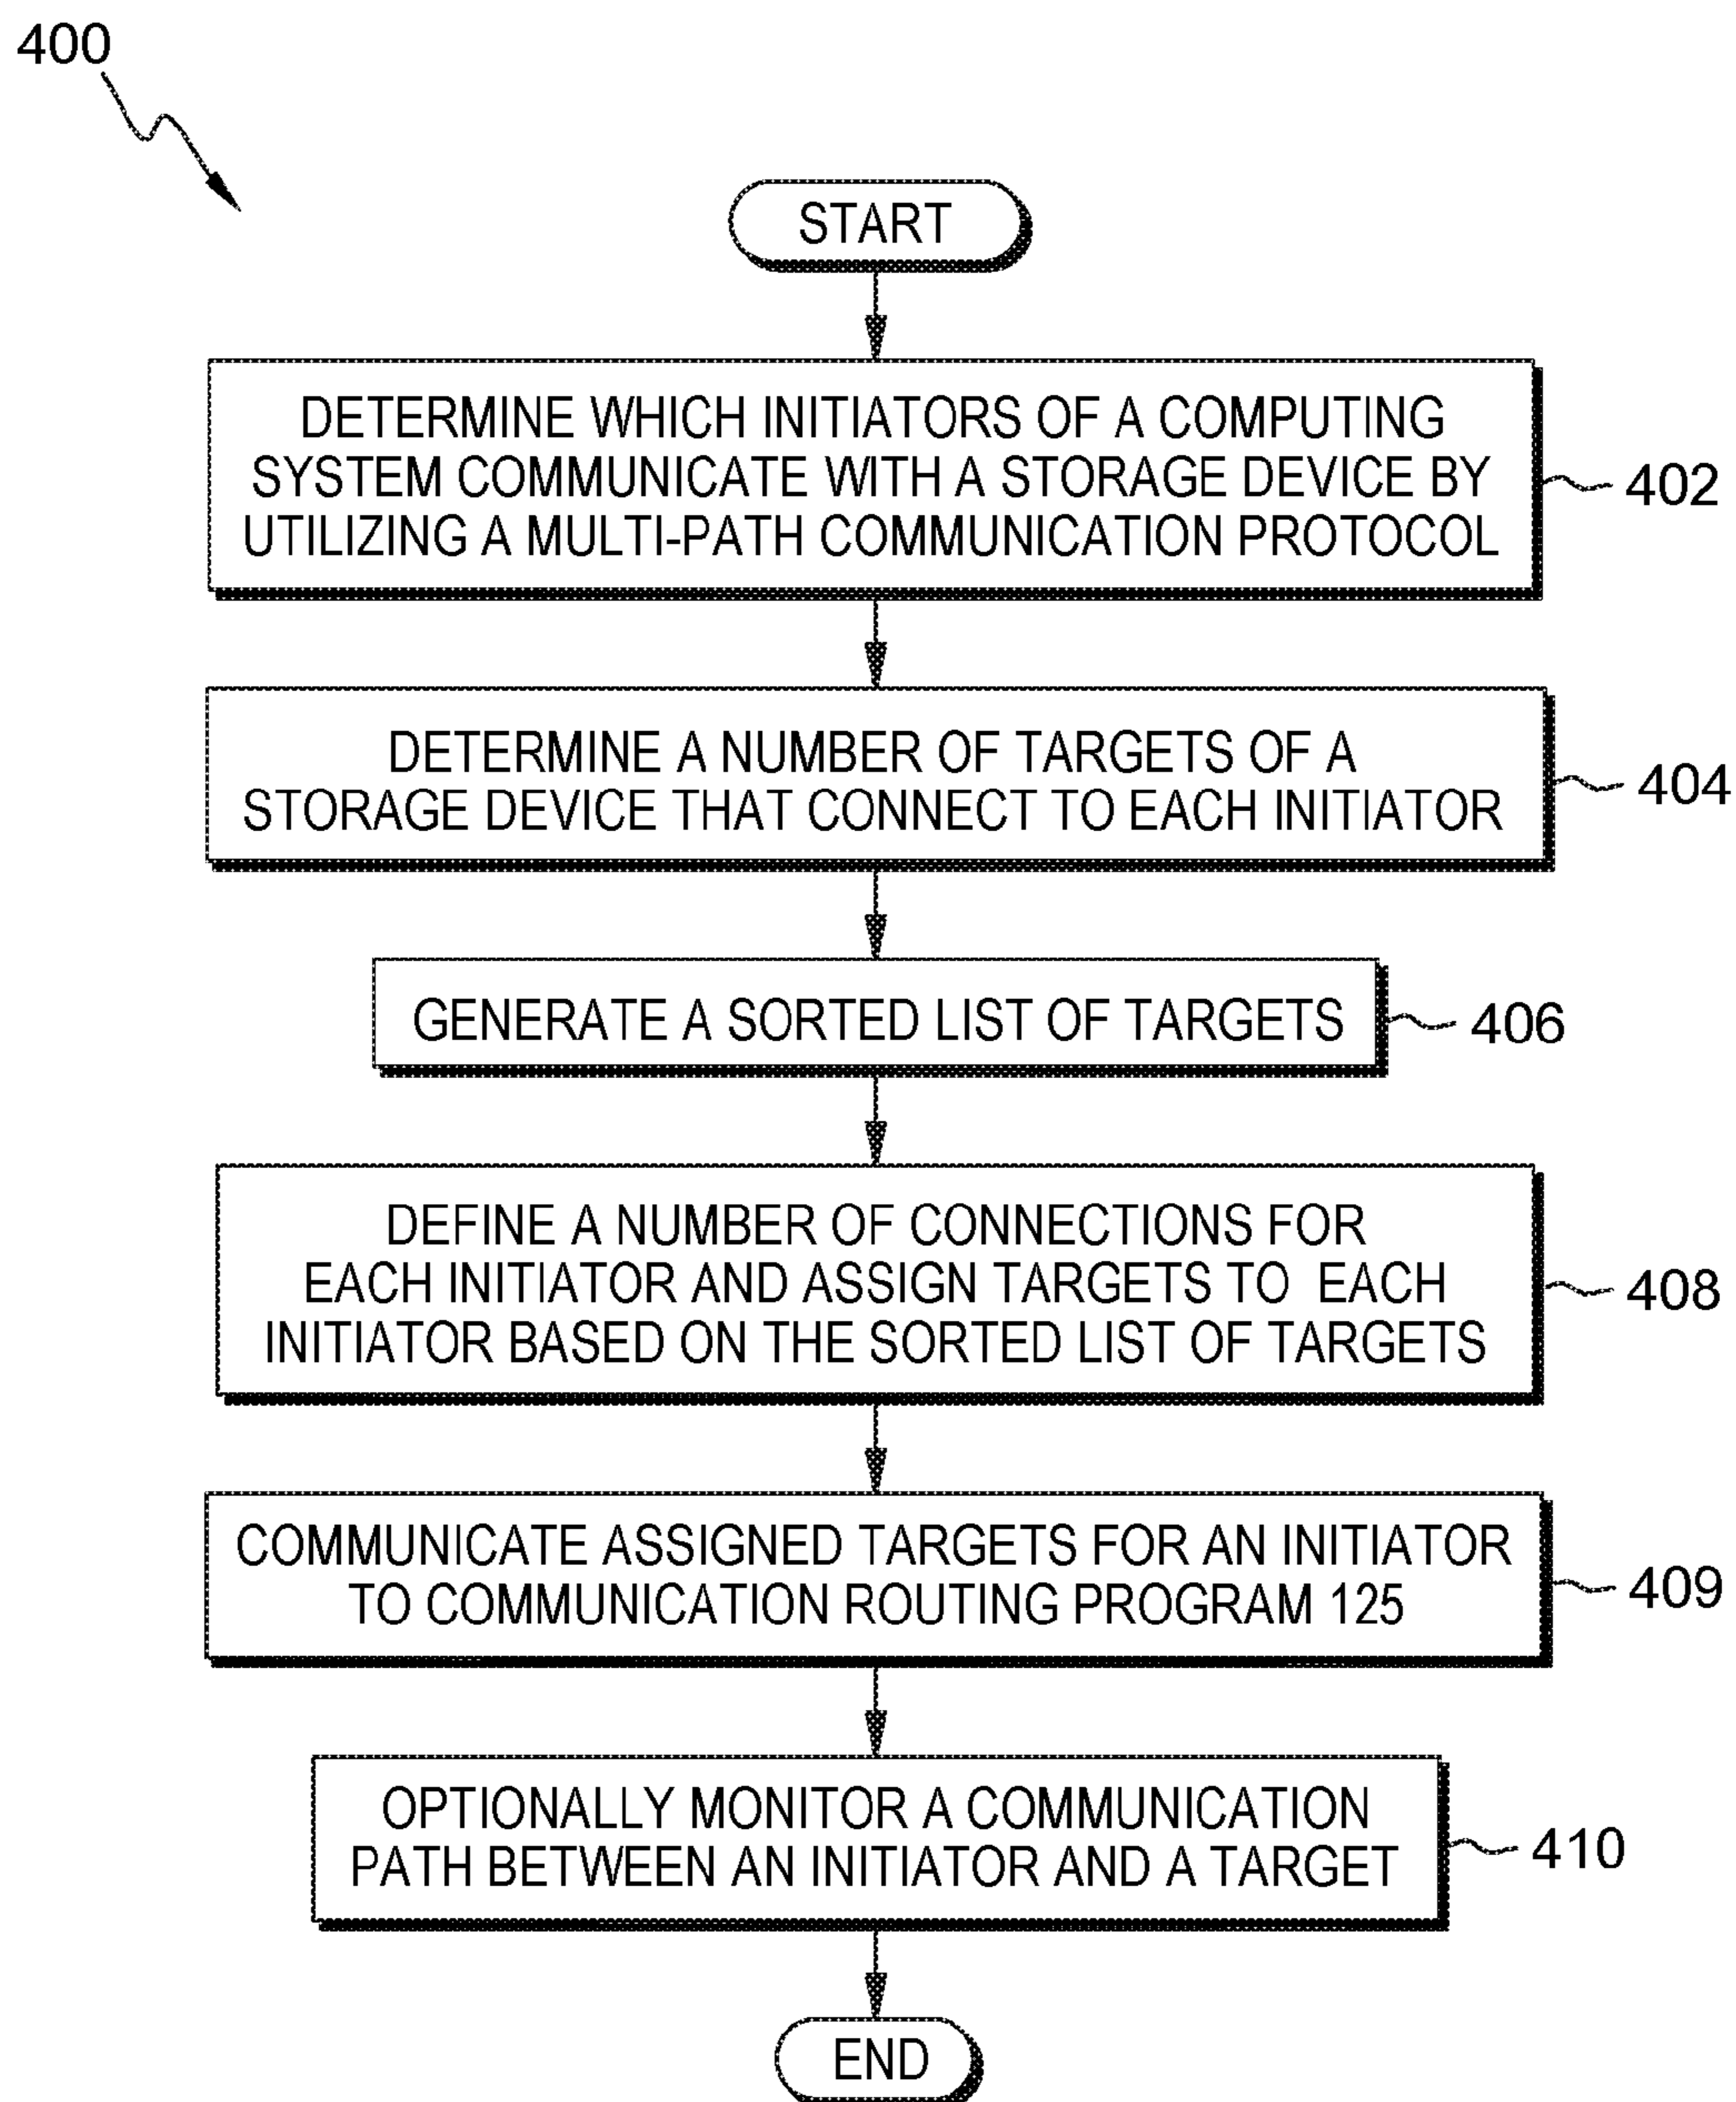 400
START
DETERMINE WHICH INITIATORS OF A COMPUTING
SYSTEM COMMUNICATE WITH A STORAGE DEVICE BY
UTILIZING A MULTI-PATH COMMUNICATION PROTOCOL
402
DETERMINE A NUMBER OF TARGETS OF A
STORAGE DEVICE THAT CONNECT TO EACH INITIATOR
404
GENERATE A SORTED LIST OF TARGETS
406
DEFINE A NUMBER OF CONNECTIONS FOR
EACH INITIATOR AND ASSIGN TARGETS TO EACH
INITIATOR BASED ON THE SORTED LIST OF TARGETS
408
COMMUNICATE ASSIGNED TARGETS FOR AN INITIATOR
TO COMMUNICATION ROUTING PROGRAM 125
409
OPTIONALLY MONITOR A COMMUNICATION
PATH BETWEEN AN INITIATOR AND A TARGET
410
END